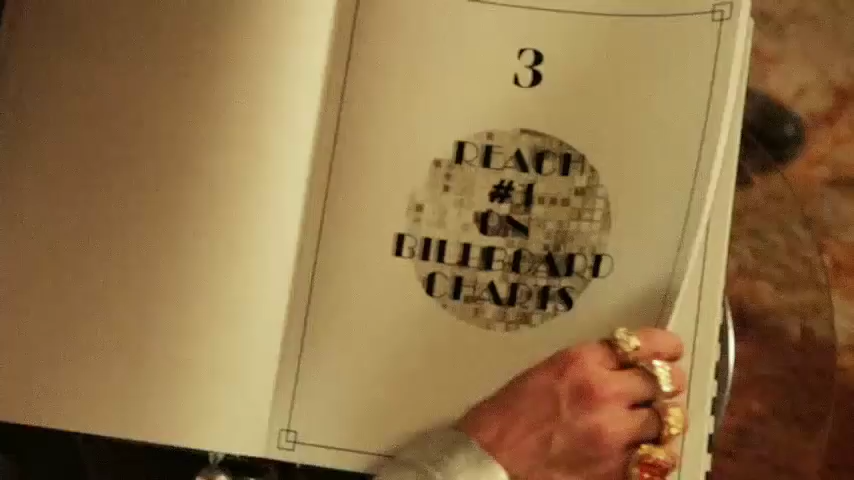 3
REACH
#1
ON
BILLBOARD
CHARTS